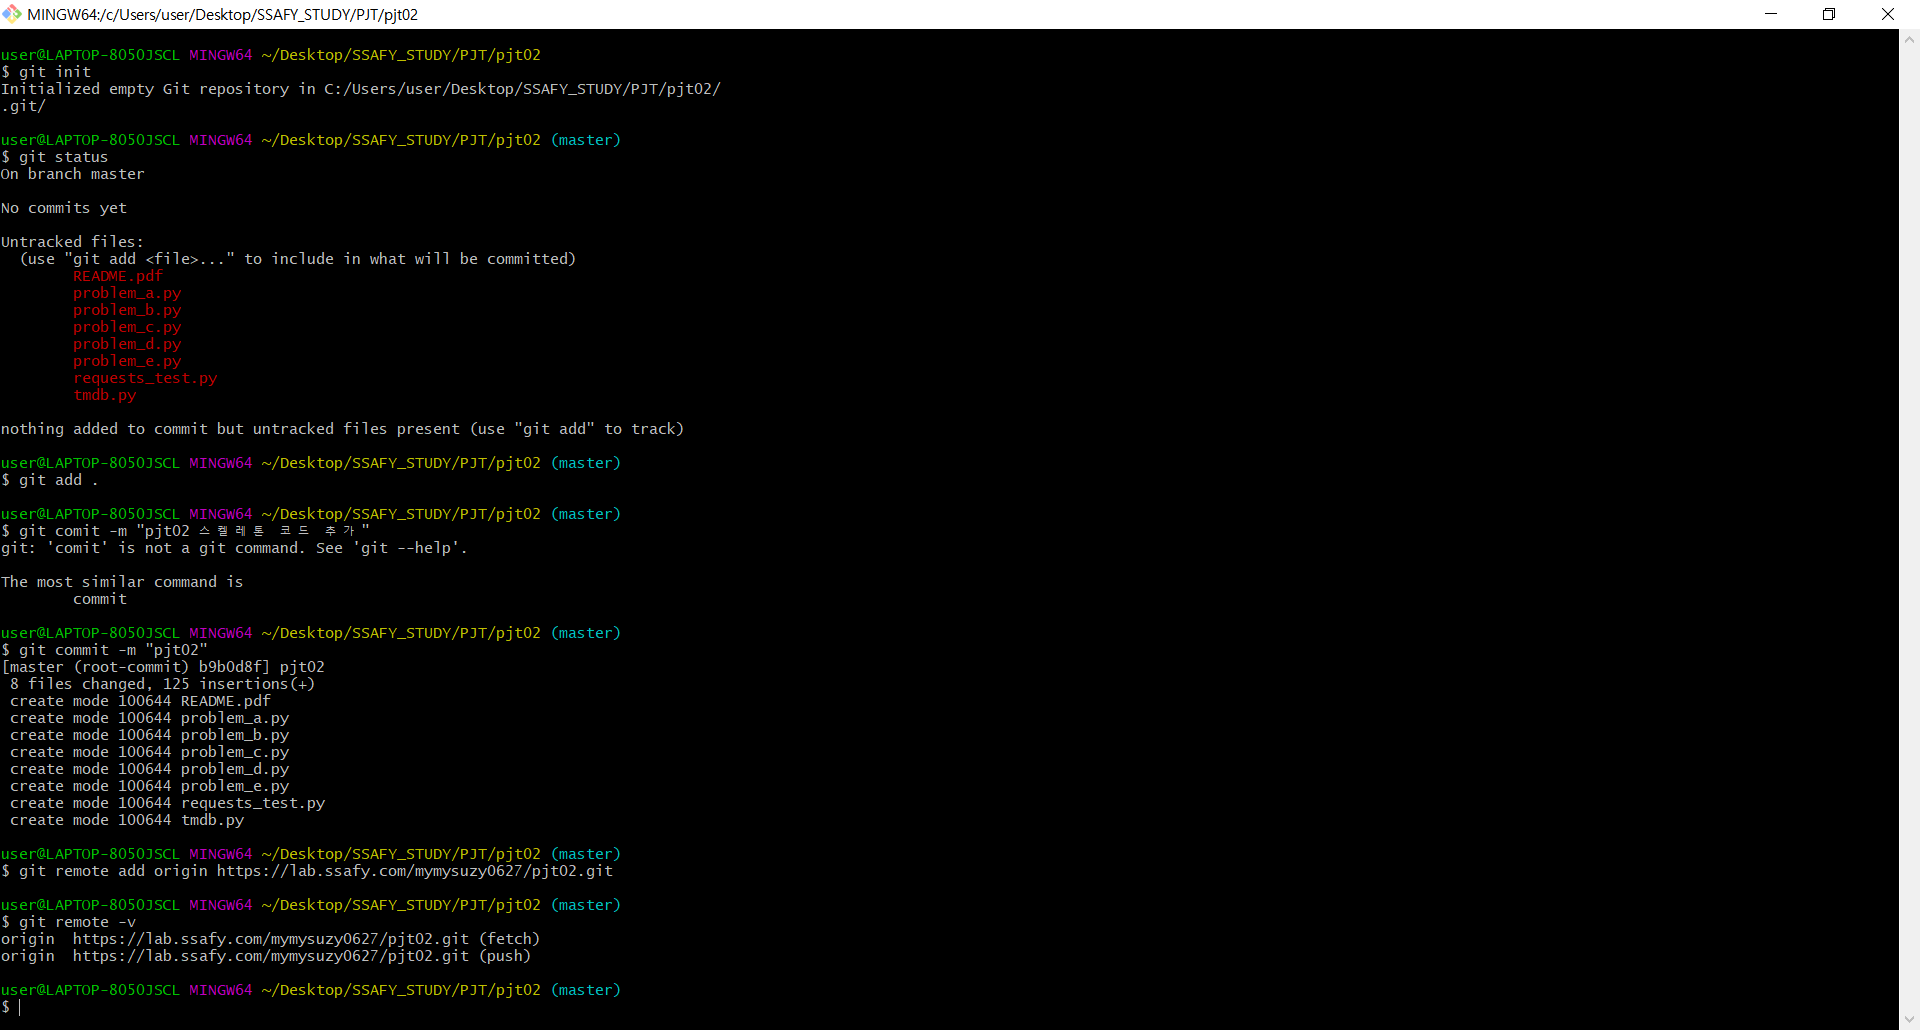 MINGW64:/c/Users/user/Desktop/SSAFY_STUDY/PJT/pjt02
user@LAPTOP-8050JSCL MINGW64 ~/Desktop/SSAFY_STUDY/PJT/pjt02
$ git init
Initialized empty Git repository in C:/Users/user/Desktop/SSAFY_STUDY/PJT/pjt02/
.git/
user@LAPTOP-8050JSCL MINGW64 ~/Desktop/SSAFY_STUDY/PJT/pjt02 (master)
$ git status
On branch master
No commits yet
Untracked files:
  (use "git add <file>..." to include in what will be committed)
        README.pdf
        problem_a.py
        problem_b.py
        problem_c.py
        problem_d.py
        problem_e.py
        requests_test.py
        tmdb.py
nothing added to commit but untracked files present (use "git add" to track)
user@LAPTOP-8050JSCL MINGW64 ~/Desktop/SSAFY_STUDY/PJT/pjt02 (master)
$ git add .
user@LAPTOP-8050JSCL MINGW64 ~/Desktop/SSAFY_STUDY/PJT/pjt02 (master)
$ git comit -m "pjt02 스켈레톤 코드 추가"
git: 'comit' is not a git command. See 'git --help'.
The most similar command is
        commit
user@LAPTOP-8050JSCL MINGW64 ~/Desktop/SSAFY_STUDY/PJT/pjt02 (master)
$ git commit -m "pjt02"
[master (root-commit) b9b0d8f] pjt02
 8 files changed, 125 insertions(+)
 create mode 100644 README.pdf
 create mode 100644 problem_a.py
 create mode 100644 problem_b.py
 create mode 100644 problem_c.py
 create mode 100644 problem_d.py
 create mode 100644 problem_e.py
 create mode 100644 requests_test.py
 create mode 100644 tmdb.py
user@LAPTOP-8050JSCL MINGW64 ~/Desktop/SSAFY_STUDY/PJT/pjt02 (master)
$ git remote add origin https://lab.ssafy.com/mymysuzy0627/pjt02.git
user@LAPTOP-8050JSCL MINGW64 ~/Desktop/SSAFY_STUDY/PJT/pjt02 (master)
$ git remote -v
origin  https://lab.ssafy.com/mymysuzy0627/pjt02.git (fetch)
origin  https://lab.ssafy.com/mymysuzy0627/pjt02.git (push)
user@LAPTOP-8050JSCL MINGW64 ~/Desktop/SSAFY_STUDY/PJT/pjt02 (master)
$